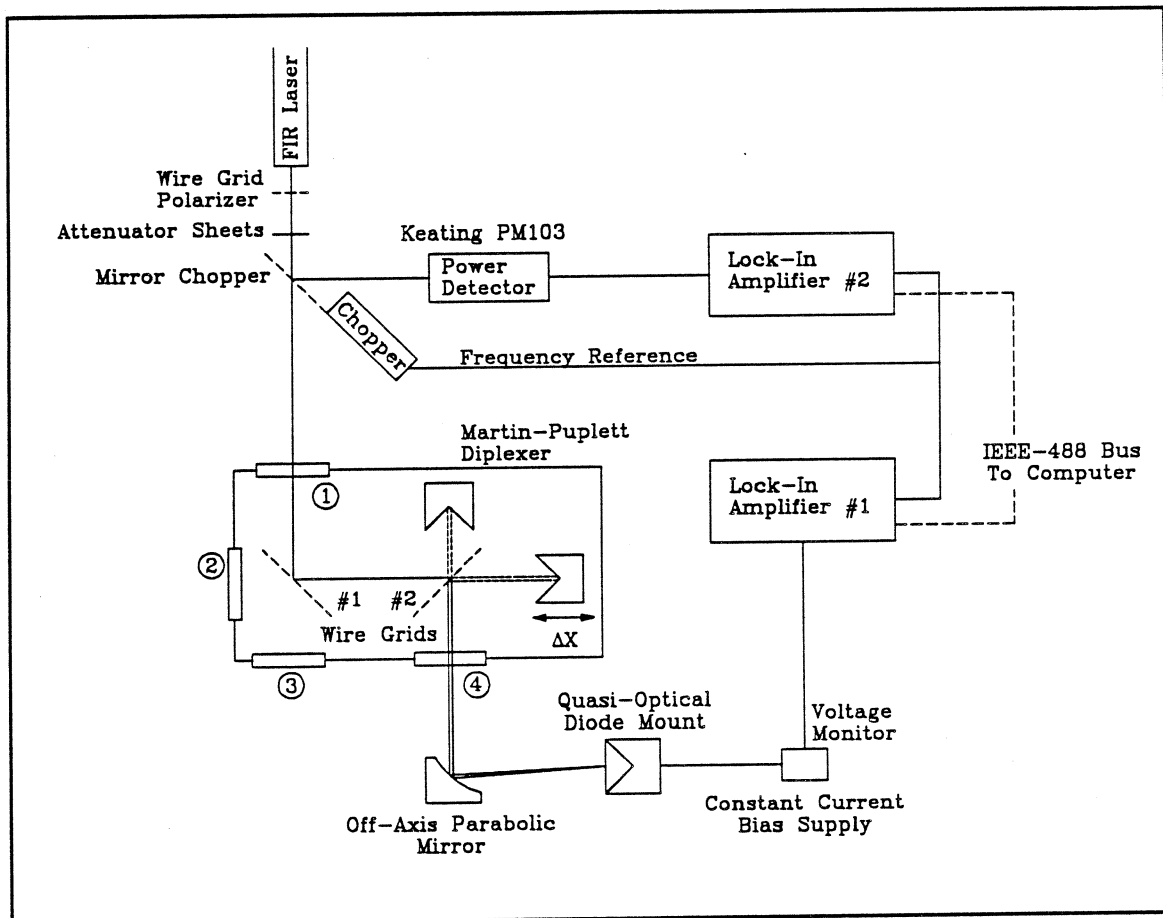 FIR Laser
Wire Grid
Polarizer
Attenuator Sheets
Mirror Chopper
Keating PM103
Power
Detector
Lock-In
Amplifier #2
Chopper
Frequency Reference
Martin-Puplett
Diplexer
IEEE-488 Bus
To Computer
Lock-In
Amplifier #1
①
②
#1
#2
Wire Grids
ΔX
③
④
Quasi-Optical
Diode Mount
Voltage
Monitor
Off-Axis Parabolic
Mirror
Constant Current
Bias Supply